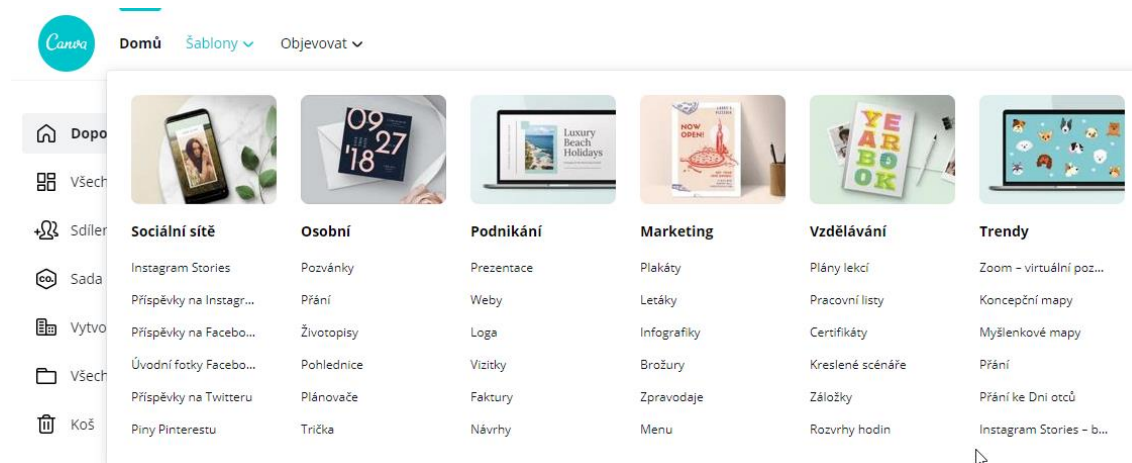 Canva
Domů Šablony Objevovat
Dopo
Všech
Sdíler
CO. Sada
Vytvo
Všech
Koš
09
27
'18
Luxury
Beach
Holidays
NOW
OPEN!
YE
AR
BO
OK
Sociální sítě
Instagram Stories
Příspěvky na Instagr...
Příspěvky na Facebo...
Úvodní fotky Facebo...
Příspěvky na Twitteru
Piny Pinterestu
Osobní
Pozvánky
Přání
Životopisy
Pohlednice
Plánovače
Trička
Podnikání
Prezentace
Weby
Loga
Vizitky
Faktury
Návrhy
Marketing
Plakáty
Letáky
Infografiky
Brožury
Zpravodaje
Menu
Vzdělávání
Plány lekcí
Pracovní listy
Certifikáty
Kreslené scénáře
Záložky
Rozvrhy hodin
Trendy
Zoom – virtuální poz...
Koncepční mapy
Myšlenkové mapy
Přání
Přání ke Dni otců
Instagram Stories – b...